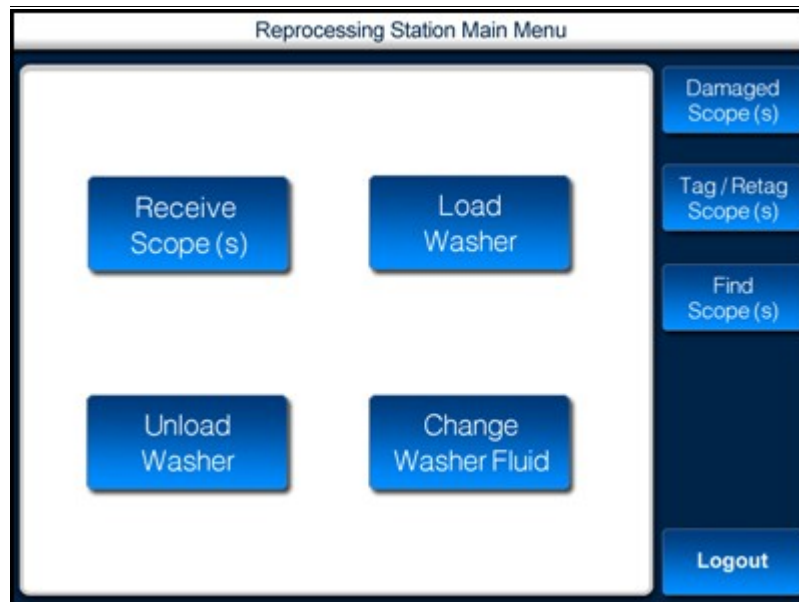 Reprocessing Station Main Menu
Receive
Scope (s)
Load
Washer
Unload
Washer
Change
Washer Fluid
Damaged
Scope (s)
Tag / Retag
Scope (s)
Find
Scope (s)
Logout